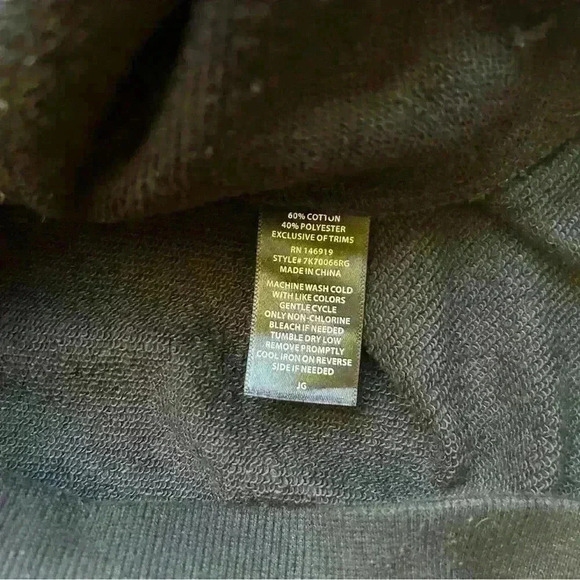 60% COTTON
40% POLYESTER
EXCLUSIVE OF TRIMS
RN 146919
STYLE# 7K70066RG
MADE IN CHINA
MACHINE WASH COLD
WITH LIKE COLORS
GENTLE CYCLE
ONLY NON-CHLORINE
BLEACH IF NEEDED
TUMBLE DRY LOW
REMOVE PROMPTLY
COOL IRON ON REVERSE
SIDE IF NEEDED
JG